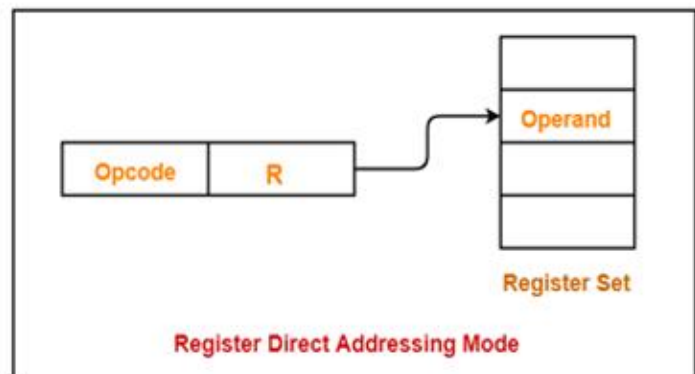 Opcode
R
Operand
Register Set
Register Direct Addressing Mode